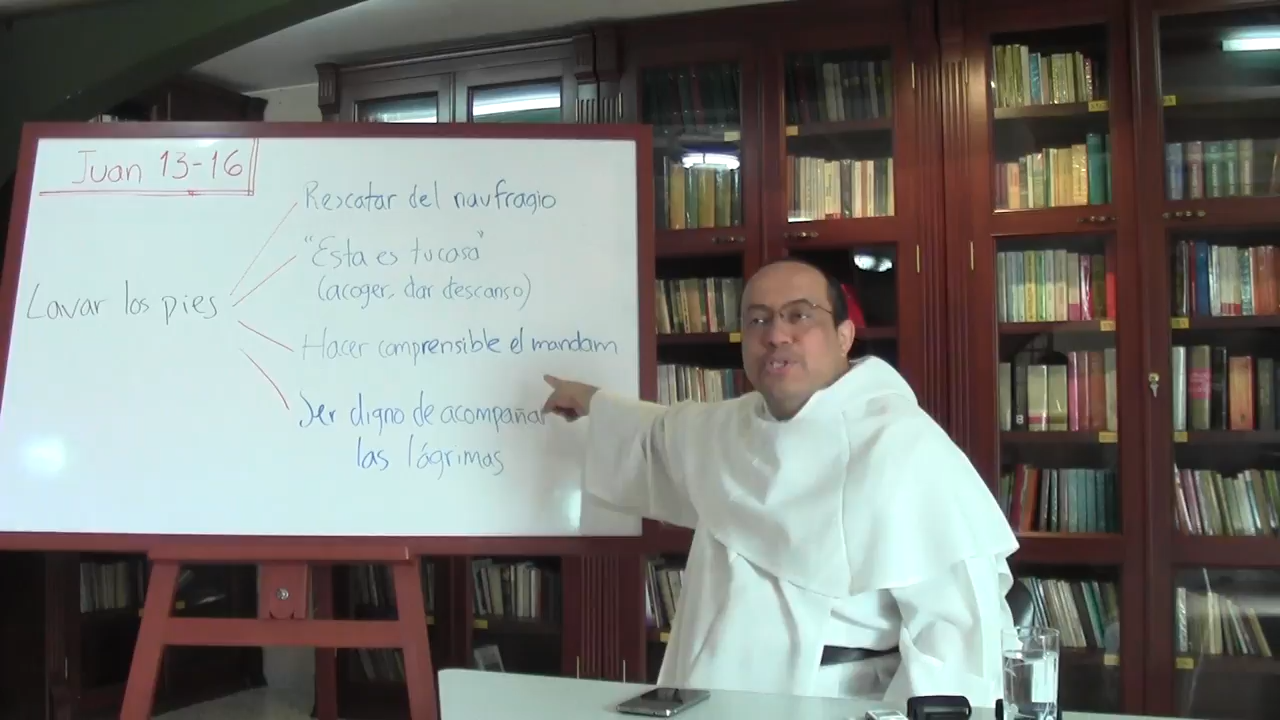 Juan 13-16
Lavar los pies
Rescatar del naufragio
"Esta es tu casa"
(acoger, dar descanso)
Hacer comprensible el mandam
Ser digno de acompañar
las lágrimas